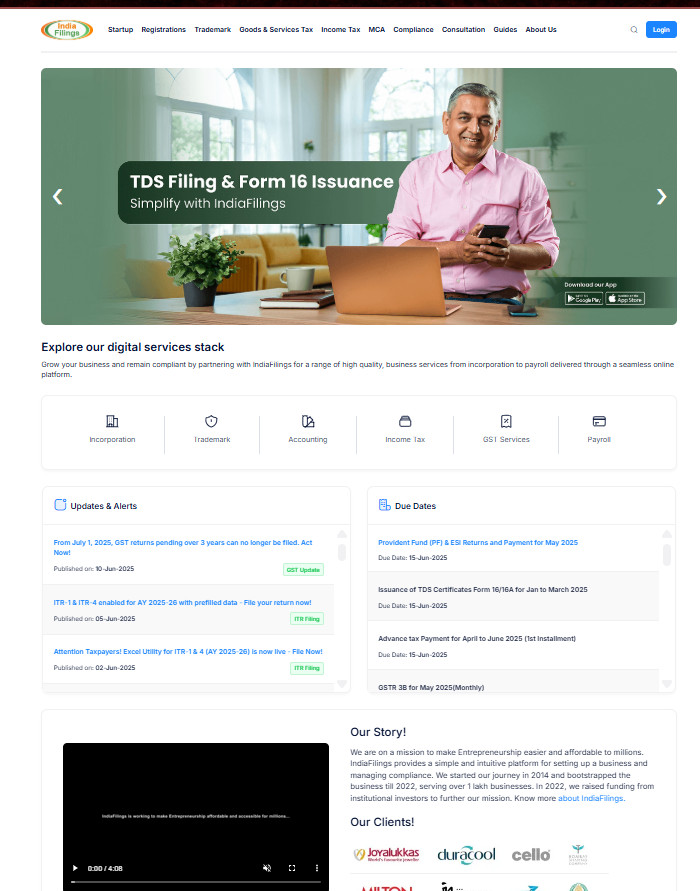 India
Filings
Startup Registrations Trademark Goods & Services Tax Income Tax MCA Compliance Consultation Guides About Us
Login
TDS Filing & Form 16 Issuance
Simplify with IndiaFilings
Download our App
Google Play App Store
Explore our digital services stack
Grow your business and remain compliant by partnering with IndiaFilings for a range of high quality, business services from incorporation to payroll delivered through a seamless online
platform.
Incorporation Trademark Accounting Income Tax GST Services Payroll
Updates & Alerts
From July 1, 2025, GST returns pending over 3 years can no longer be filed. Act
Now!
Published on: 10-Jun-2025 GST Update
ITR-1 & ITR-4 enabled for AY 2025-26 with prefilled data - File your return now!
Published on: 05-Jun-2025 ITR Filing
Attention Taxpayers! Excel Utility for ITR-1 & 4 (AY 2025-26) is now live - File Now!
Published on: 02-Jun-2025 ITR Filing
Due Dates
Provident Fund (PF) & ESI Returns and Payment for May 2025
Due Date: 15-Jun-2025
Issuance of TDS Certificates Form 16/16A for Jan to March 2025
Due Date: 15-Jun-2025
Advance tax Payment for April to June 2025 (1st Installment)
Due Date: 15-Jun-2025
GSTR 3B for May 2025(Monthly)
IndiaFilings is working to make Entrepreneurship affordable and accessible for millions...
0:00 / 4:08
Our Story!
We are on a mission to make Entrepreneurship easier and affordable to millions.
IndiaFilings provides a simple and intuitive platform for setting up a business and
managing compliance. We started our journey in 2014 and bootstrapped the
business till 2022, serving over 1 lakh businesses. In 2022, we raised funding from
institutional investors to further our mission. Know more about IndiaFilings.
Our Clients!
Joyalukkas
World's favourite jeweller
duracool
cello
MILTON